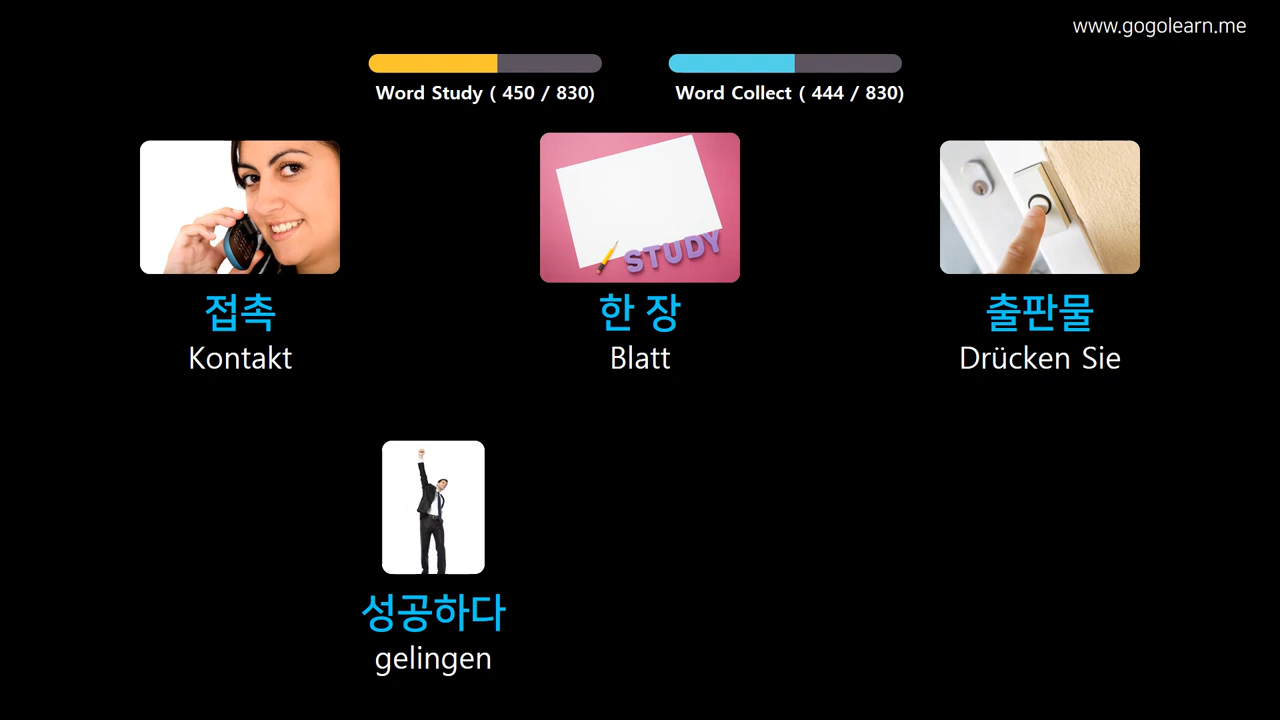 www.gogolearn.me
Word Study ( 450 / 830)
Word Collect ( 444 / 830)
STUDY
접촉
Kontakt
한 장
Blatt
출판물
Drücken Sie
성공하다
gelingen